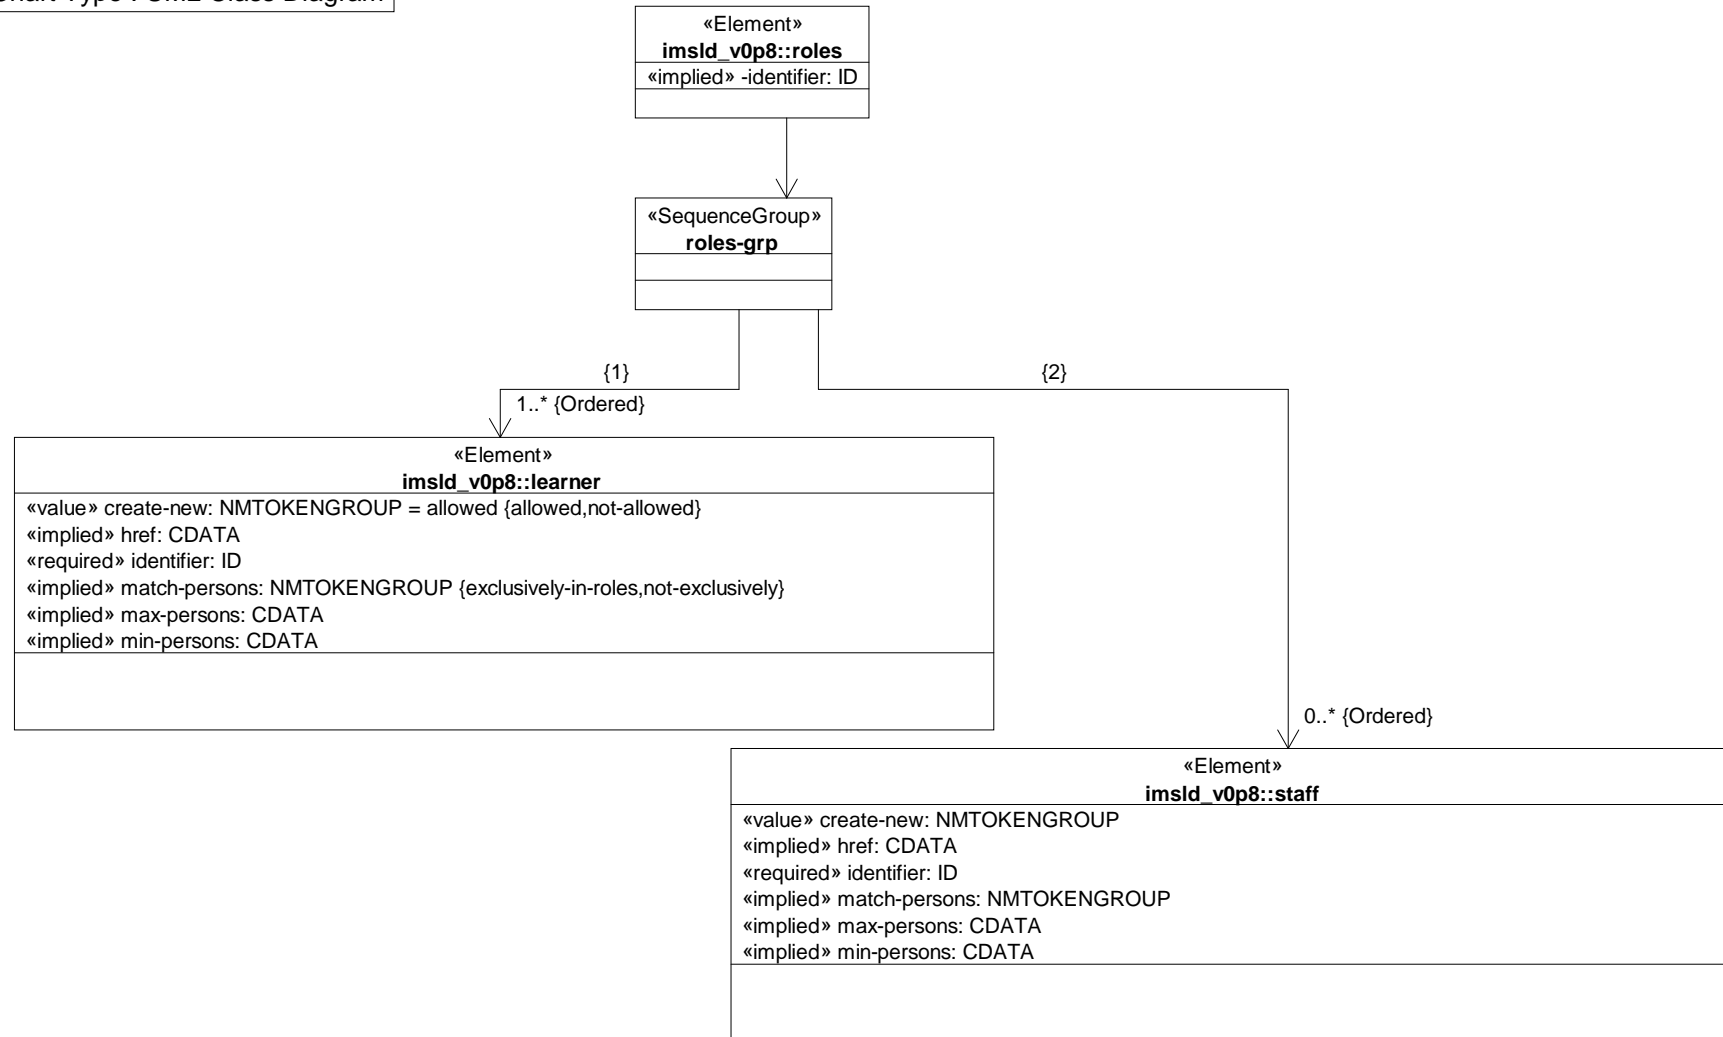 Type : UML Class Diagram
«Element»
imsld_v0p8::roles
«implied» -identifier: ID
«SequenceGroup»
roles-grp
{1}
{2}
1..* {Ordered}
«Element»
imsld_v0p8::learner
«value» create-new: NMTOKENGROUP = allowed {allowed,not-allowed}
«implied» href: CDATA
«required» identifier: ID
«implied» match-persons: NMTOKENGROUP {exclusively-in-roles,not-exclusively}
«implied» max-persons: CDATA
«implied» min-persons: CDATA
0..* {Ordered}
«Element»
imsld_v0p8::staff
«value» create-new: NMTOKENGROUP
«implied» href: CDATA
«required» identifier: ID
«implied» match-persons: NMTOKENGROUP
«implied» max-persons: CDATA
«implied» min-persons: CDATA